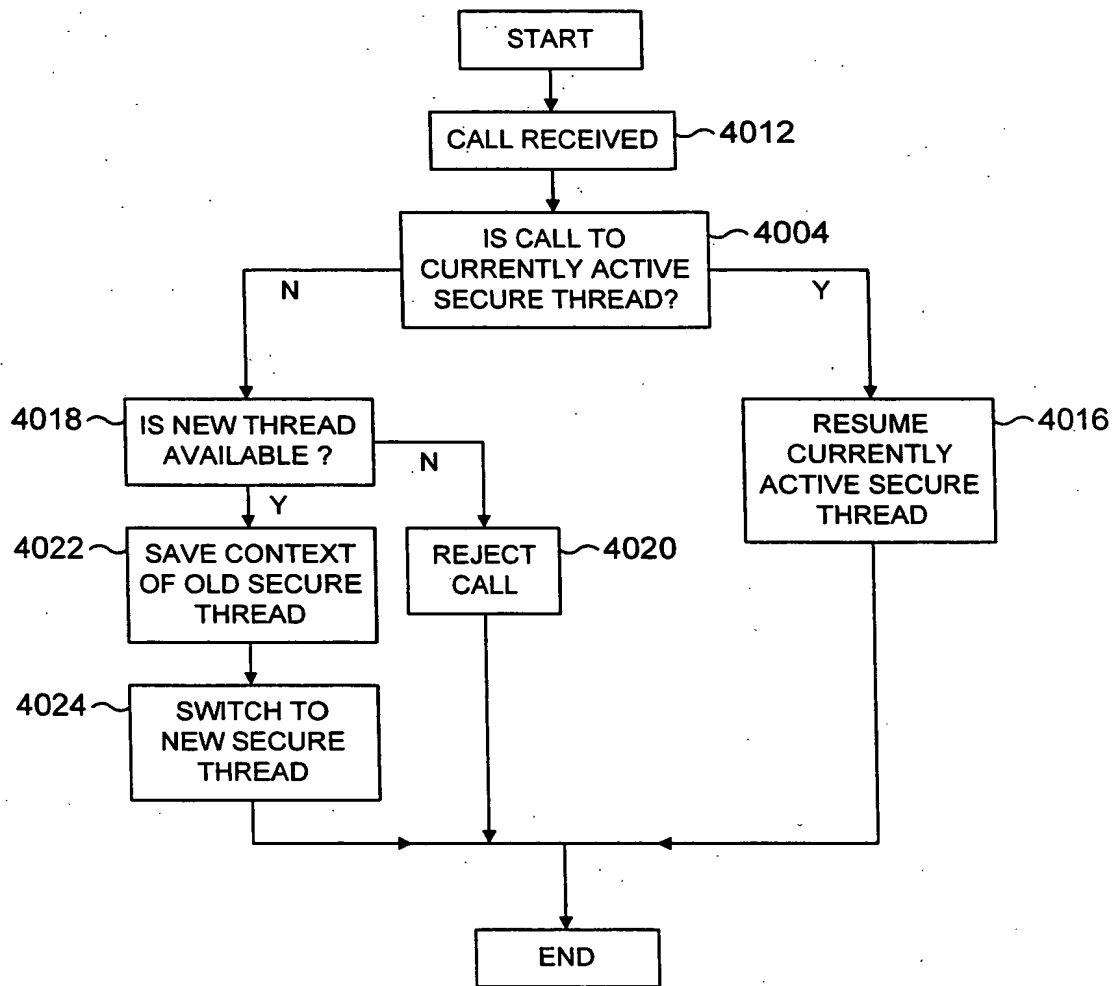 START
CALL RECEIVED
4012
IS CALL TO
CURRENTLY ACTIVE
SECURE THREAD?
4004
N
Y
4018
IS NEW THREAD
AVAILABLE ?
N
Y
RESUME
CURRENTLY
ACTIVE SECURE
THREAD
4016
4022
SAVE CONTEXT
OF OLD SECURE
THREAD
REJECT
CALL
4020
4024
SWITCH TO
NEW SECURE
THREAD
END